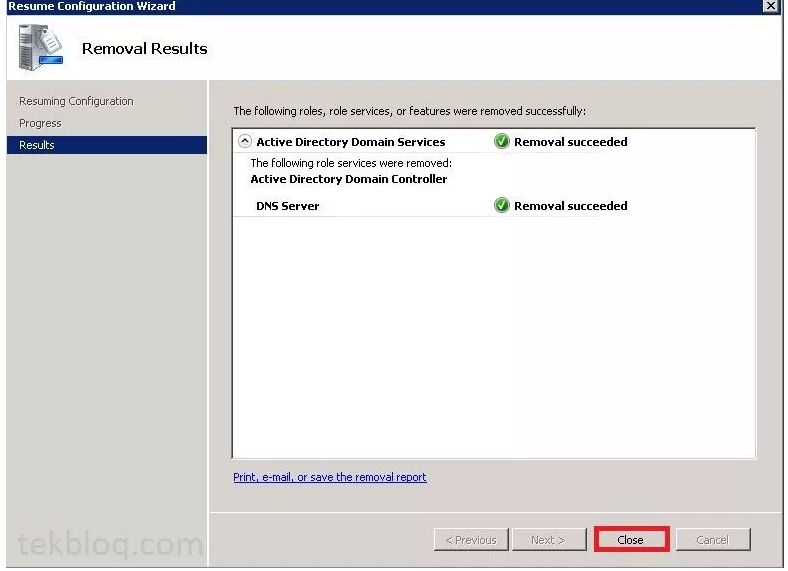 Resume Configuration Wizard
Removal Results
Resuming Configuration
Progress
Results
The following roles, role services, or features were removed successfully:
Active Directory Domain Services Removal succeeded
The following role services were removed:
Active Directory Domain Controller
DNS Server Removal succeeded
Print, e-mail, or save the removal report
< Previous Next > Close Cancel
tekbloq.com